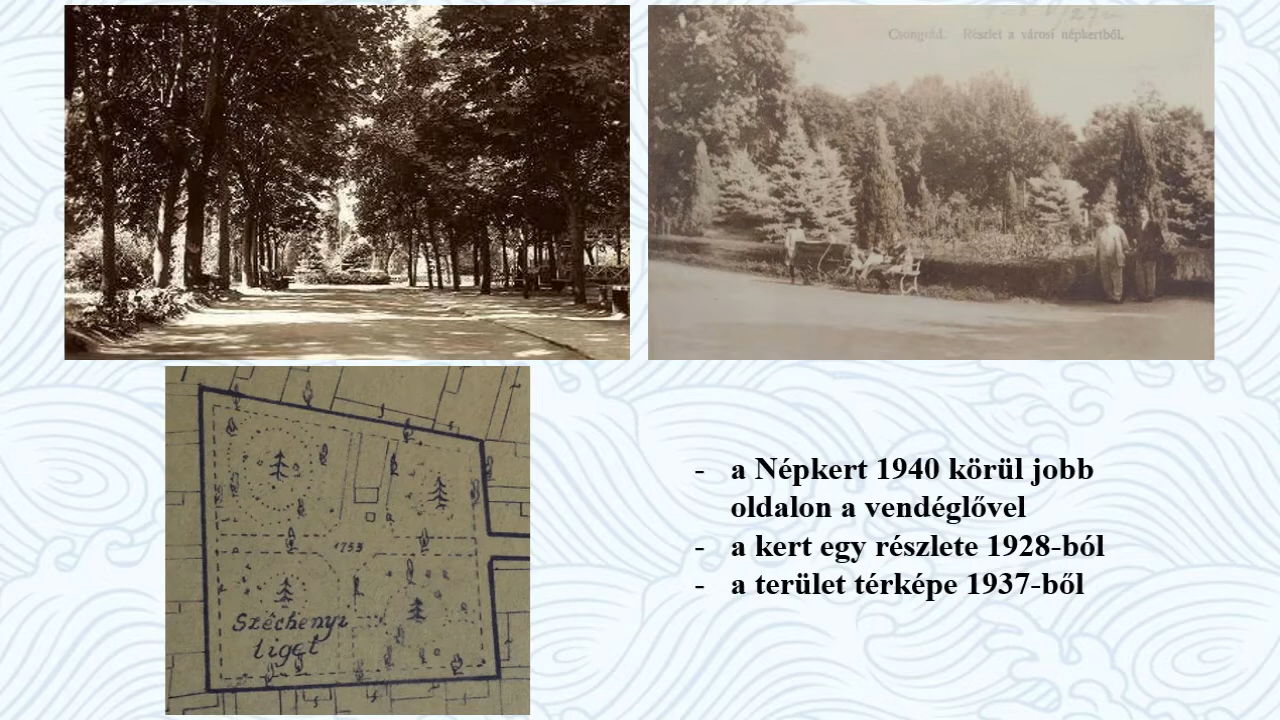 Csongrád. Részlet a városi népkertből.
1753
Széchenyi
liget
- a Népkert 1940 körül jobb
oldalon a vendéglővel
- a kert egy részlete 1928-ból
- a terület térképe 1937-ből